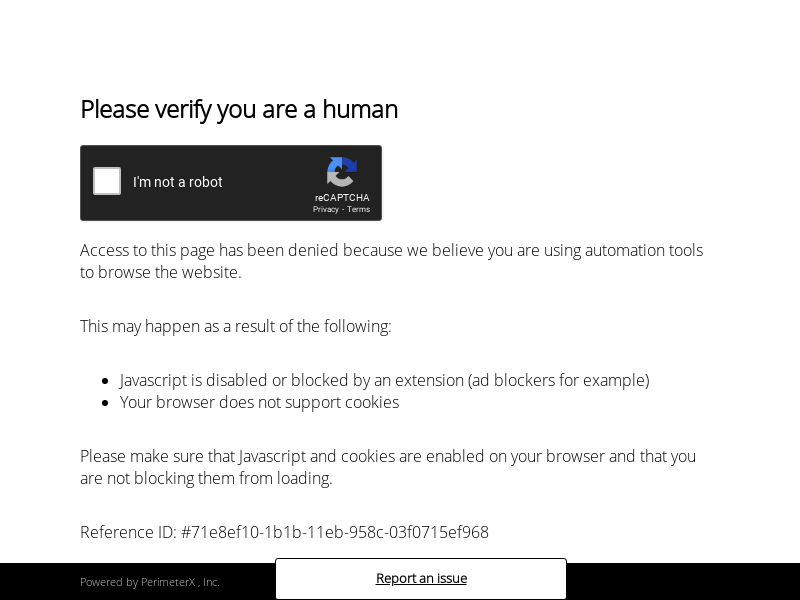 Please verify you are a human
I'm not a robot
reCAPTCHA
Privacy - Terms
Access to this page has been denied because we believe you are using automation tools
to browse the website.
This may happen as a result of the following:
Javascript is disabled or blocked by an extension (ad blockers for example)
Your browser does not support cookies
Please make sure that Javascript and cookies are enabled on your browser and that you
are not blocking them from loading.
Reference ID: #71e8ef10-1b1b-11eb-958c-03f0715ef968
Powered by PerimeterX , Inc.
Report an issue